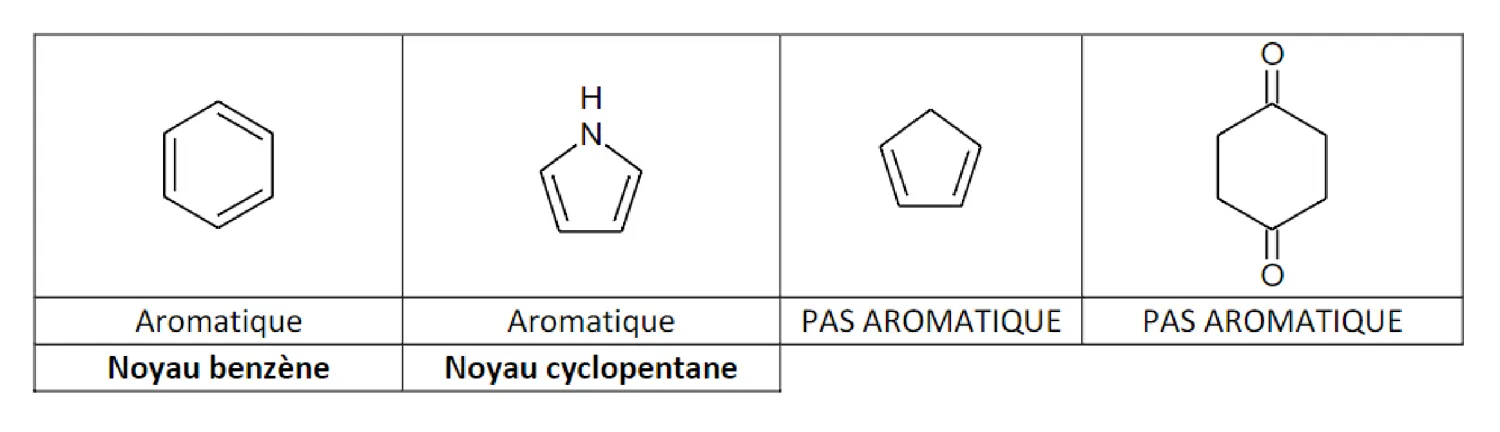 H
N
O
O
Aromatique
Aromatique
PAS AROMATIQUE
PAS AROMATIQUE
Noyau benzène
Noyau cyclopentane